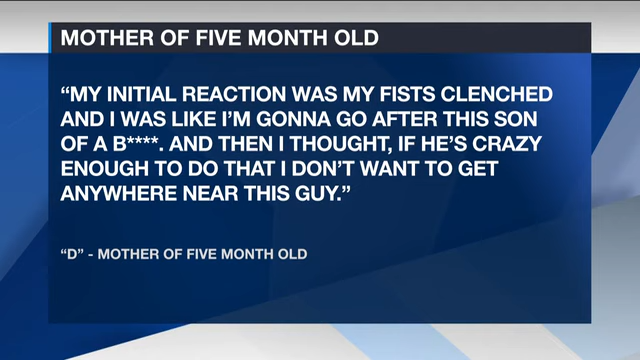 MOTHER OF FIVE MONTH OLD
“MY INITIAL REACTION WAS MY FISTS CLENCHED
AND I WAS LIKE I’M GONNA GO AFTER THIS SON
OF A B****. AND THEN I THOUGHT, IF HE’S CRAZY
ENOUGH TO DO THAT I DON’T WANT TO GET
ANYWHERE NEAR THIS GUY.”
“D” - MOTHER OF FIVE MONTH OLD